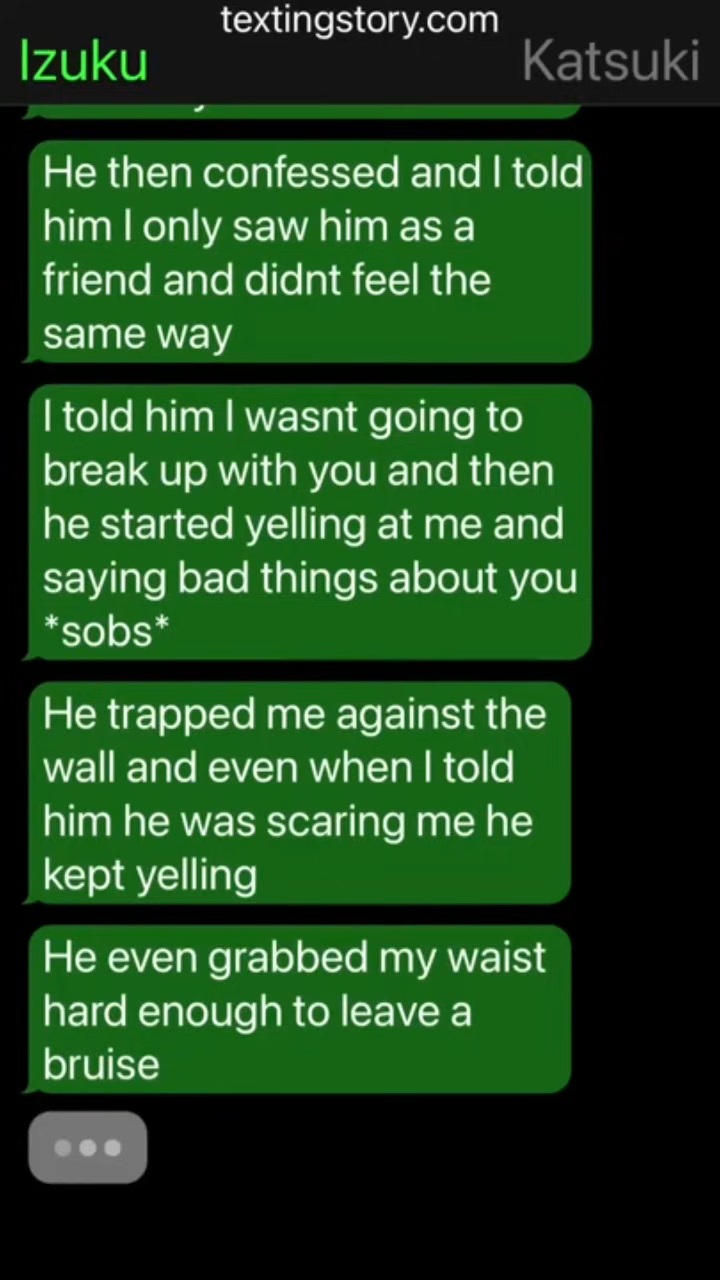 textingstory.com
Izuku Katsuki
He then confessed and I told
him I only saw him as a
friend and didnt feel the
same way
I told him I wasnt going to
break up with you and then
he started yelling at me and
saying bad things about you
*sobs*
He trapped me against the
wall and even when I told
him he was scaring me he
kept yelling
He even grabbed my waist
hard enough to leave a
bruise